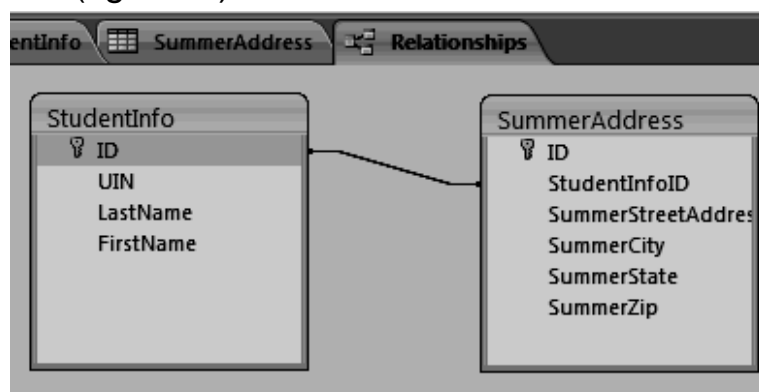 entInfo SummerAddress Relationships
StudentInfo
ID
UIN
LastName
FirstName
SummerAddress
ID
StudentInfoID
SummerStreetAddres
SummerCity
SummerState
SummerZip